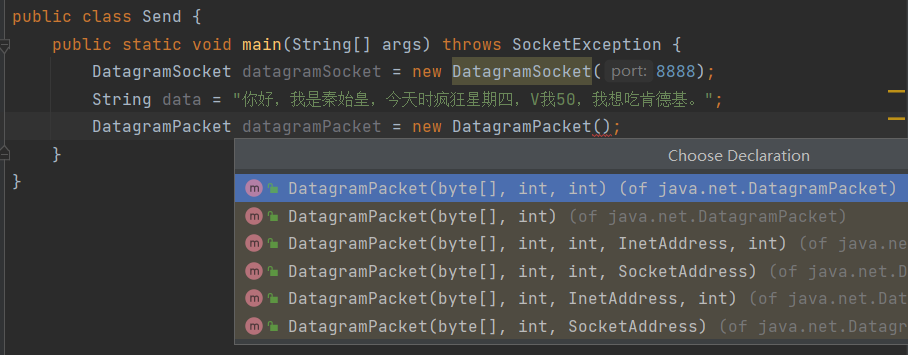 public class Send {
public static void main(String[] args) throws SocketException {
DatagramSocket datagramSocket = new DatagramSocket( port: 8888);
String data = "你好，我是秦始皇，今天时疯狂星期四，V我50，我想吃肯德基。";
DatagramPacket datagramPacket = new DatagramPacket();
}
}
Choose Declaration
m DatagramPacket(byte[], int, int) (of java.net.DatagramPacket)
m DatagramPacket(byte[], int) (of java.net.DatagramPacket)
m DatagramPacket(byte[], int, int, InetAddress, int) (of java.ne
m DatagramPacket(byte[], int, int, SocketAddress) (of java.net.D
m DatagramPacket(byte[], int, InetAddress, int) (of java.net.Dat
m DatagramPacket(byte[], int, SocketAddress) (of java.net.Datagr